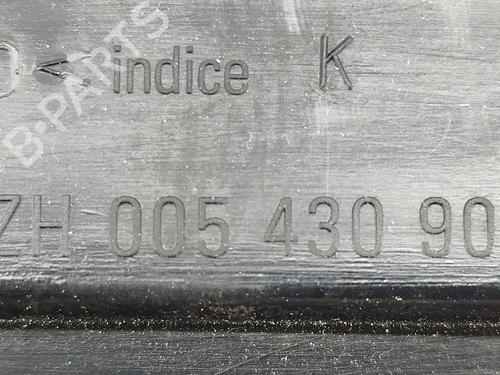 O< indice K
ZH 005 430 90
B-PARTS